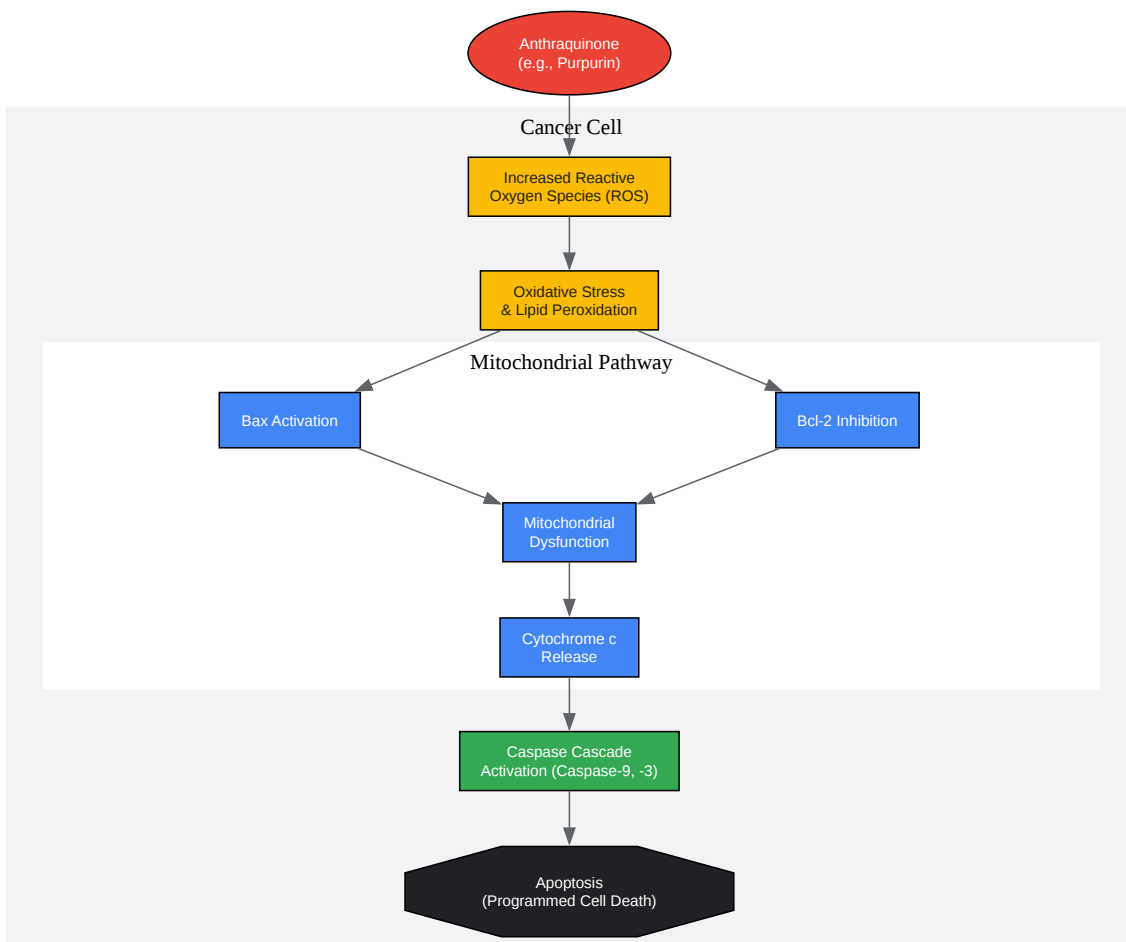 Anthraquinone
(e.g., Purpurin)
Cancer Cell
Increased Reactive
Oxygen Species (ROS)
Oxidative Stress
& Lipid Peroxidation
Mitochondrial Pathway
Bax Activation
Bcl-2 Inhibition
Mitochondrial
Dysfunction
Cytochrome c
Release
Caspase Cascade
Activation (Caspase-9, -3)
Apoptosis
(Programmed Cell Death)